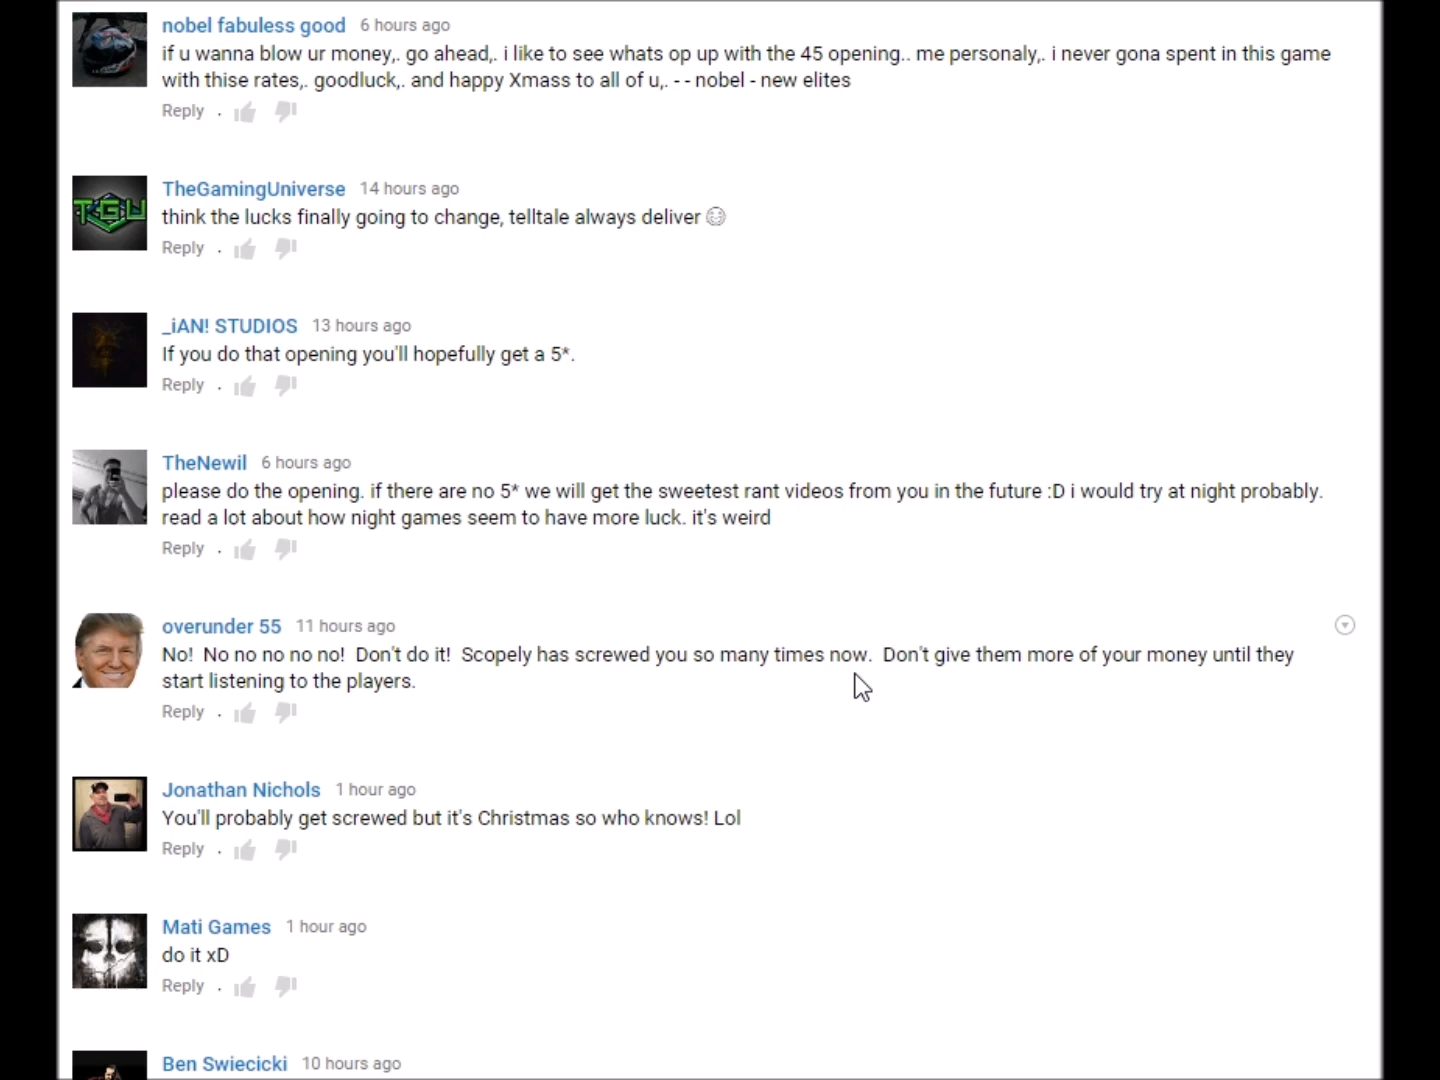 nobel fabuless good 6 hours ago
if u wanna blow ur money,. go ahead,. i like to see whats op up with the 45 opening.. me personaly,. i never gona spent in this game
with thise rates,. goodluck,. and happy Xmass to all of u,. - - nobel - new elites
Reply .
TGU
TheGamingUniverse 14 hours ago
think the lucks finally going to change, telltale always deliver 😊
Reply .
_iAN! STUDIOS 13 hours ago
If you do that opening you'll hopefully get a 5*.
Reply .
TheNewil 6 hours ago
please do the opening. if there are no 5* we will get the sweetest rant videos from you in the future :D i would try at night probably.
read a lot about how night games seem to have more luck. it's weird
Reply .
overunder 55 11 hours ago
No!  No no no no no!  Don't do it!  Scopely has screwed you so many times now.  Don't give them more of your money until they
start listening to the players.
Reply .
Jonathan Nichols 1 hour ago
You'll probably get screwed but it's Christmas so who knows! Lol
Reply .
Mati Games 1 hour ago
do it xD
Reply .
Ben Swiecicki 10 hours ago